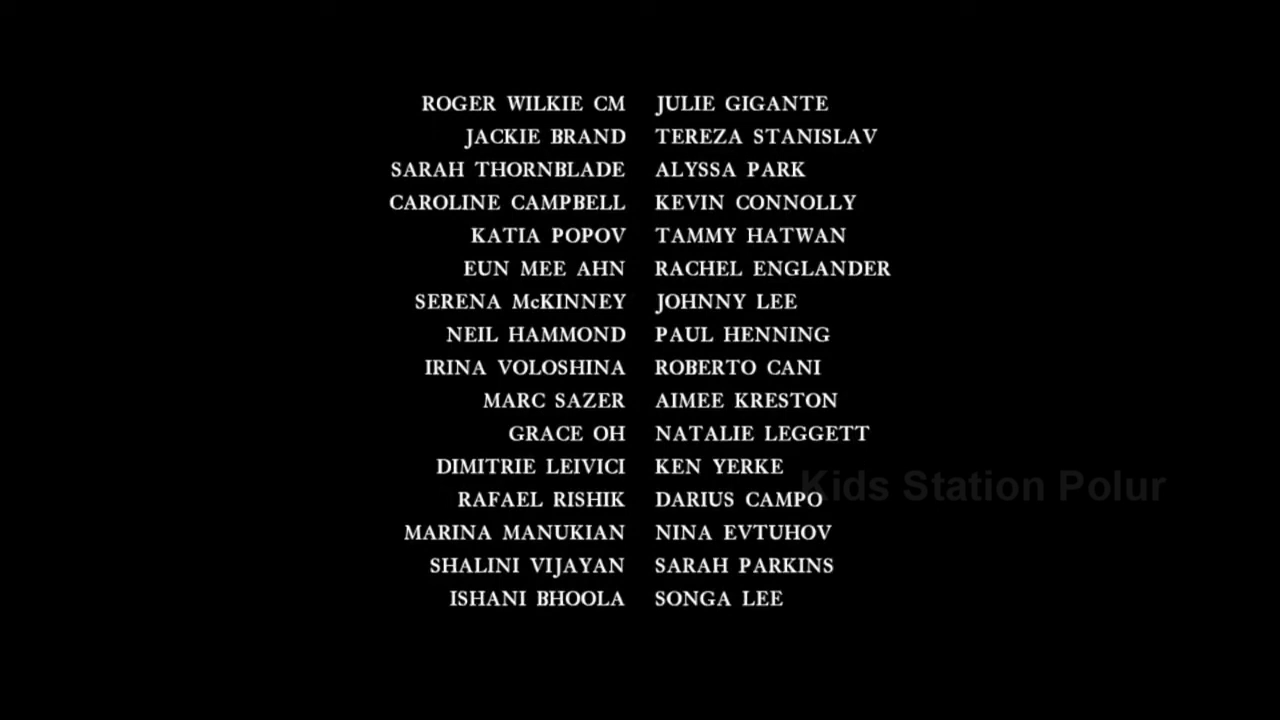 ROGER WILKIE CM JULIE GIGANTE
JACKIE BRAND TEREZA STANISLAV
SARAH THORNBLADE ALYSSA PARK
CAROLINE CAMPBELL KEVIN CONNOLLY
KATIA POPOV TAMMY HATWAN
EUN MEE AHN RACHEL ENGLANDER
SERENA McKINNEY JOHNNY LEE
NEIL HAMMOND PAUL HENNING
IRINA VOLOSHINA ROBERTO CANI
MARC SAZER AIMEE KRESTON
GRACE OH NATALIE LEGGETT
DIMITRIE LEIVICI KEN YERKE
Kids Station Polur
RAFAEL RISHIK DARIUS CAMPO
MARINA MANUKIAN NINA EVTUHOV
SHALINI VIJAYAN SARAH PARKINS
ISHANI BHOOLA SONGA LEE